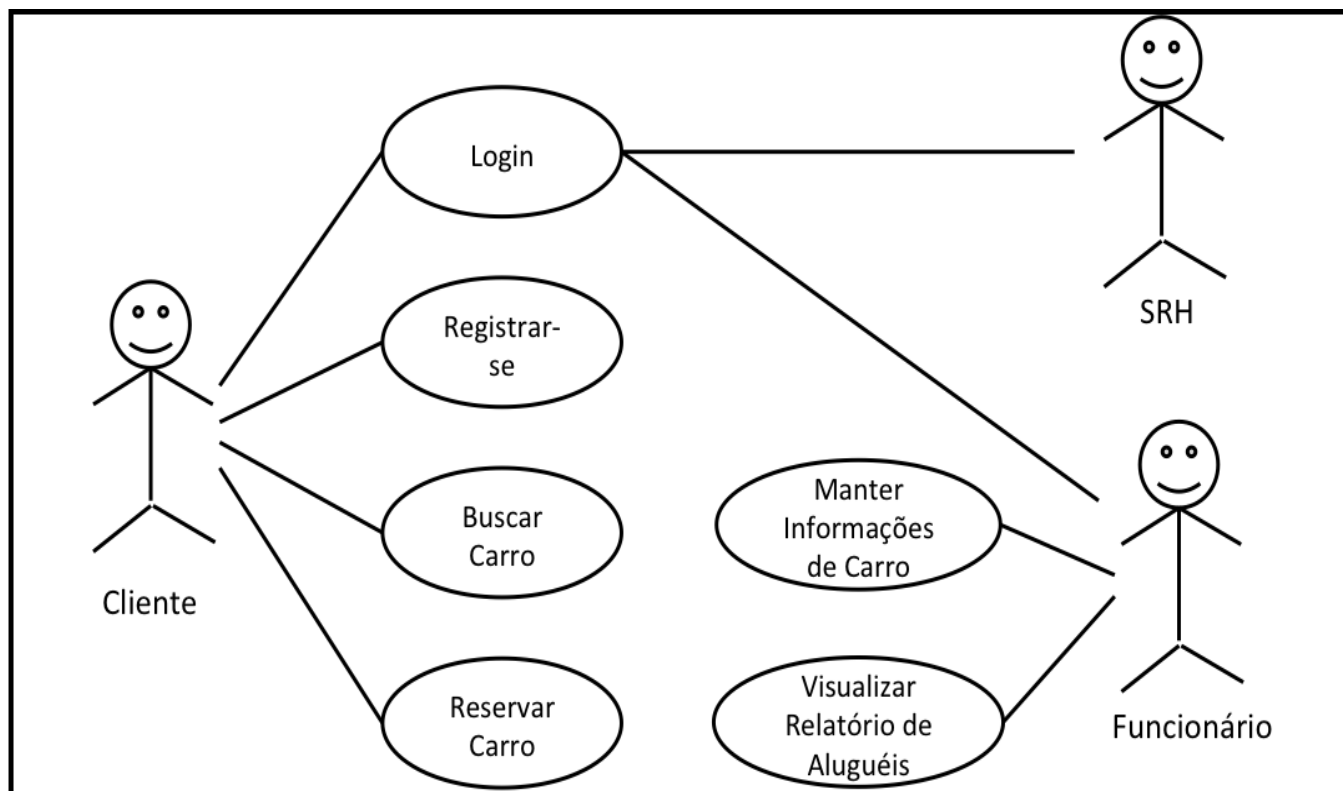 Login
SRH
Registrar-
se
Cliente
Buscar
Carro
Manter
Informações
de Carro
Funcionário
Reservar
Carro
Visualizar
Relatório de
Aluguéis